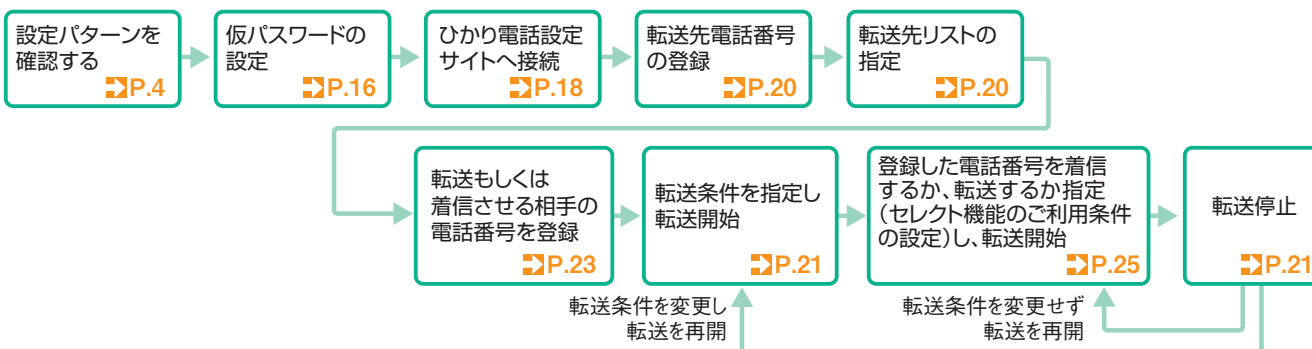 設定パターンを
確認する
P.4
仮パスワードの
設定
P.16
ひかり電話設定
サイトへ接続
P.18
転送先電話番号
の登録
P.20
転送先リストの
指定
P.20
転送もしくは
着信させる相手の
電話番号を登録
P.23
転送条件を指定し
転送開始
P.21
登録した電話番号を着信
するか、転送するか指定
（セレクト機能のご利用条件
の設定）し、転送開始
P.25
転送停止
P.21
転送条件を変更し
転送を再開
転送条件を変更せず
転送を再開